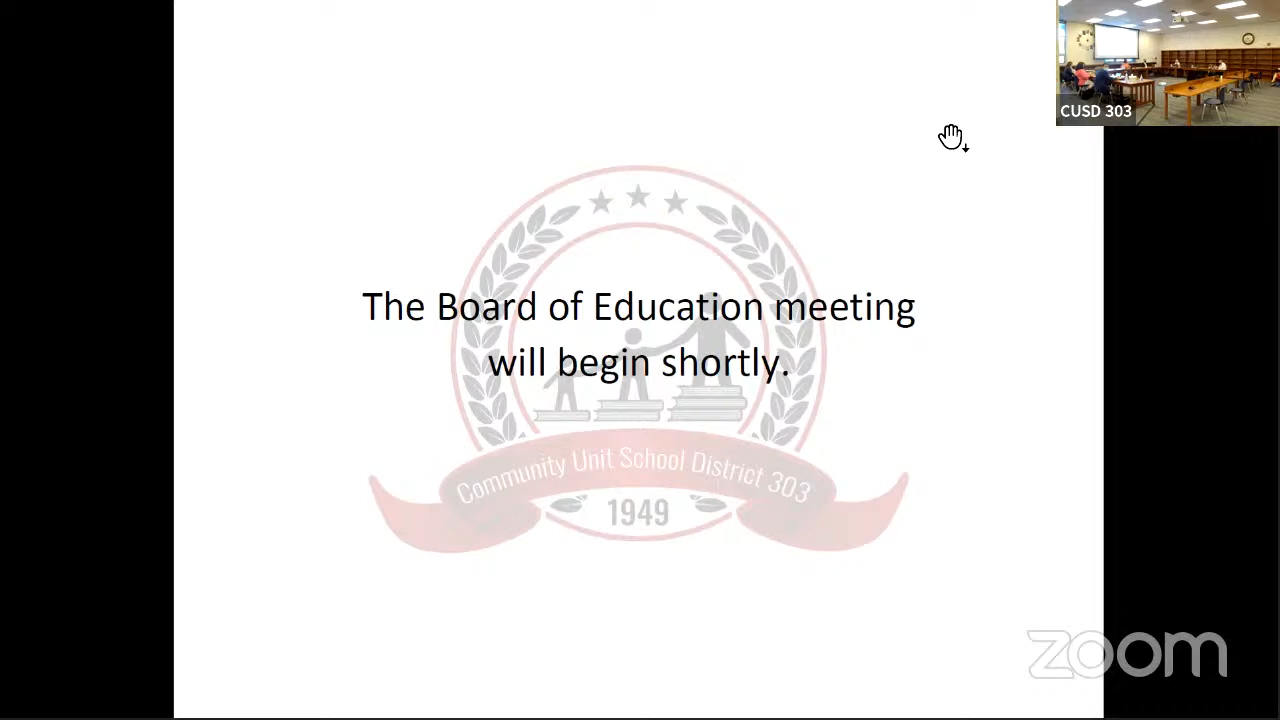 CUSD 303
The Board of Education meeting
will begin shortly.
Community Unit School District 303
1949
zoom